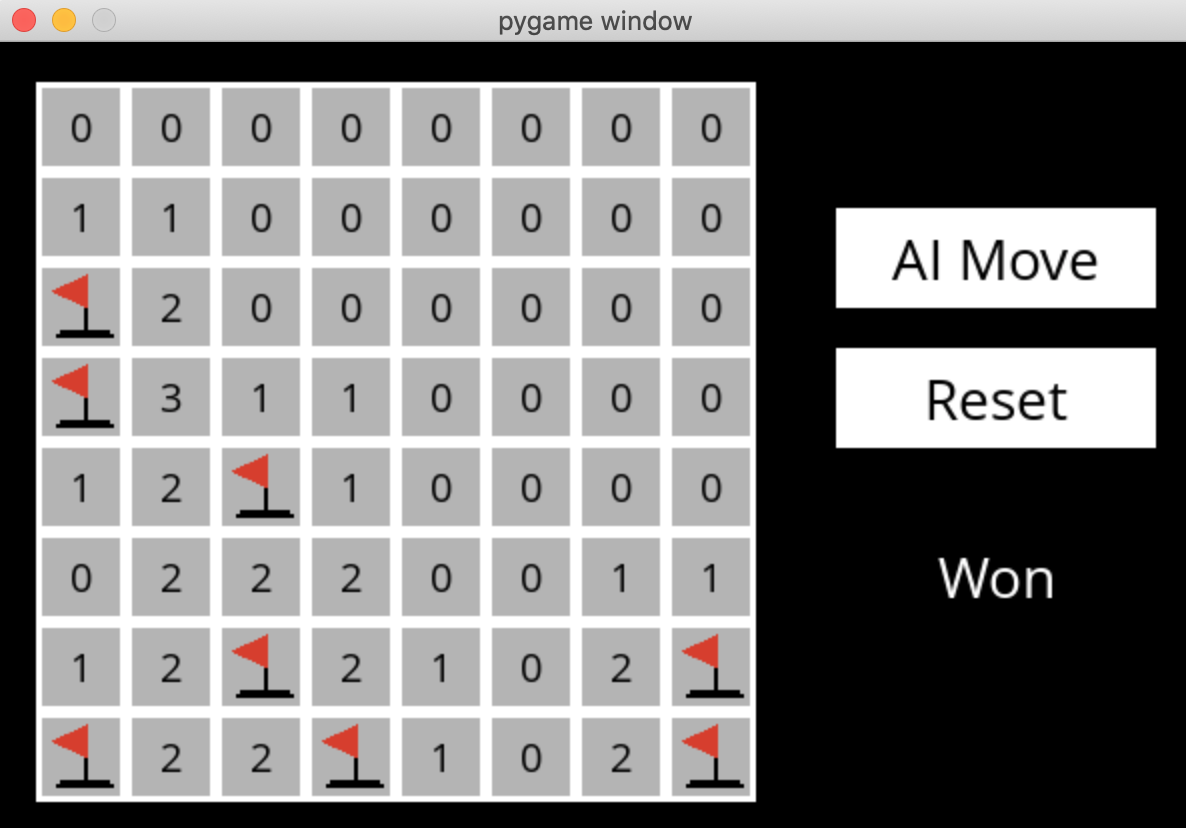 pygame window
0 0 0 0 0 0 0 0
1 1 0 0 0 0 0 0
2 0 0 0 0 0 0
3 1 1 0 0 0 0
1 2 1 0 0 0 0
0 2 2 2 0 0 1 1
1 2 2 1 0 2
2 2 1 0 2
AI Move
Reset
Won